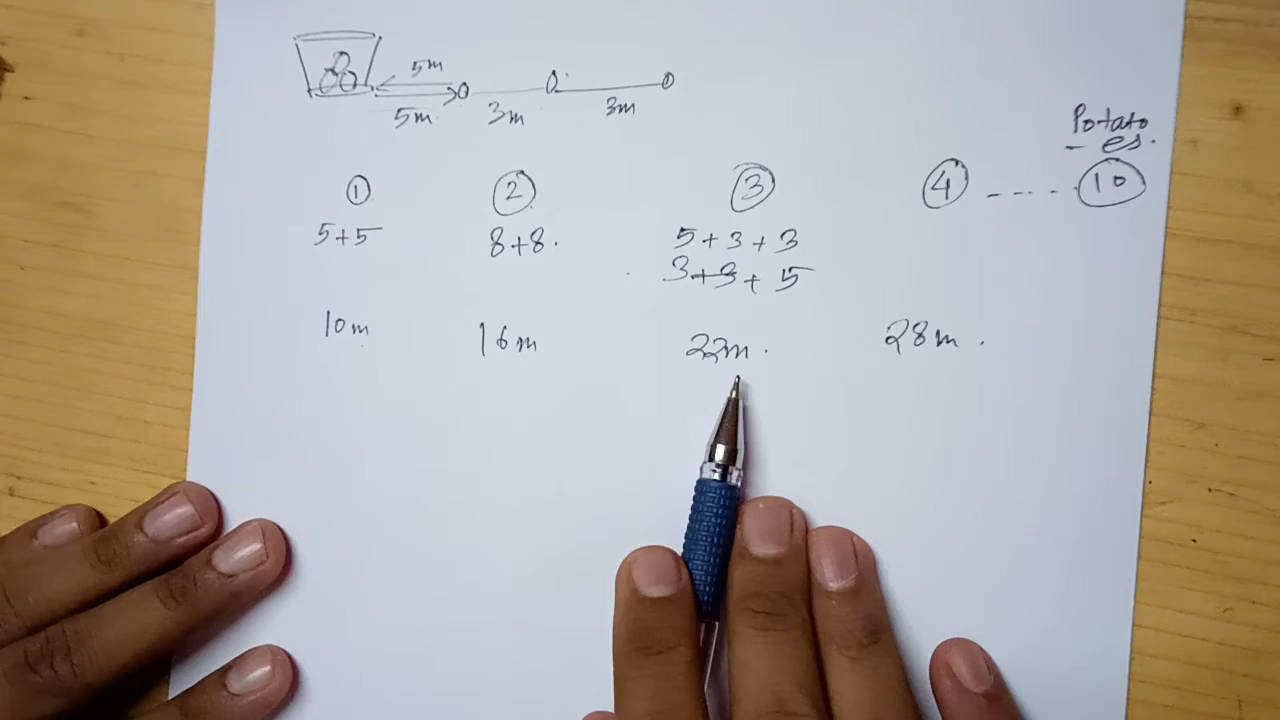 5m
5m
3m
3m
Potato
- es.
1 2 3 4 ---- 10
5+5 8+8. 5+3+3
3+3+5
10m 16m 22m. 28m.